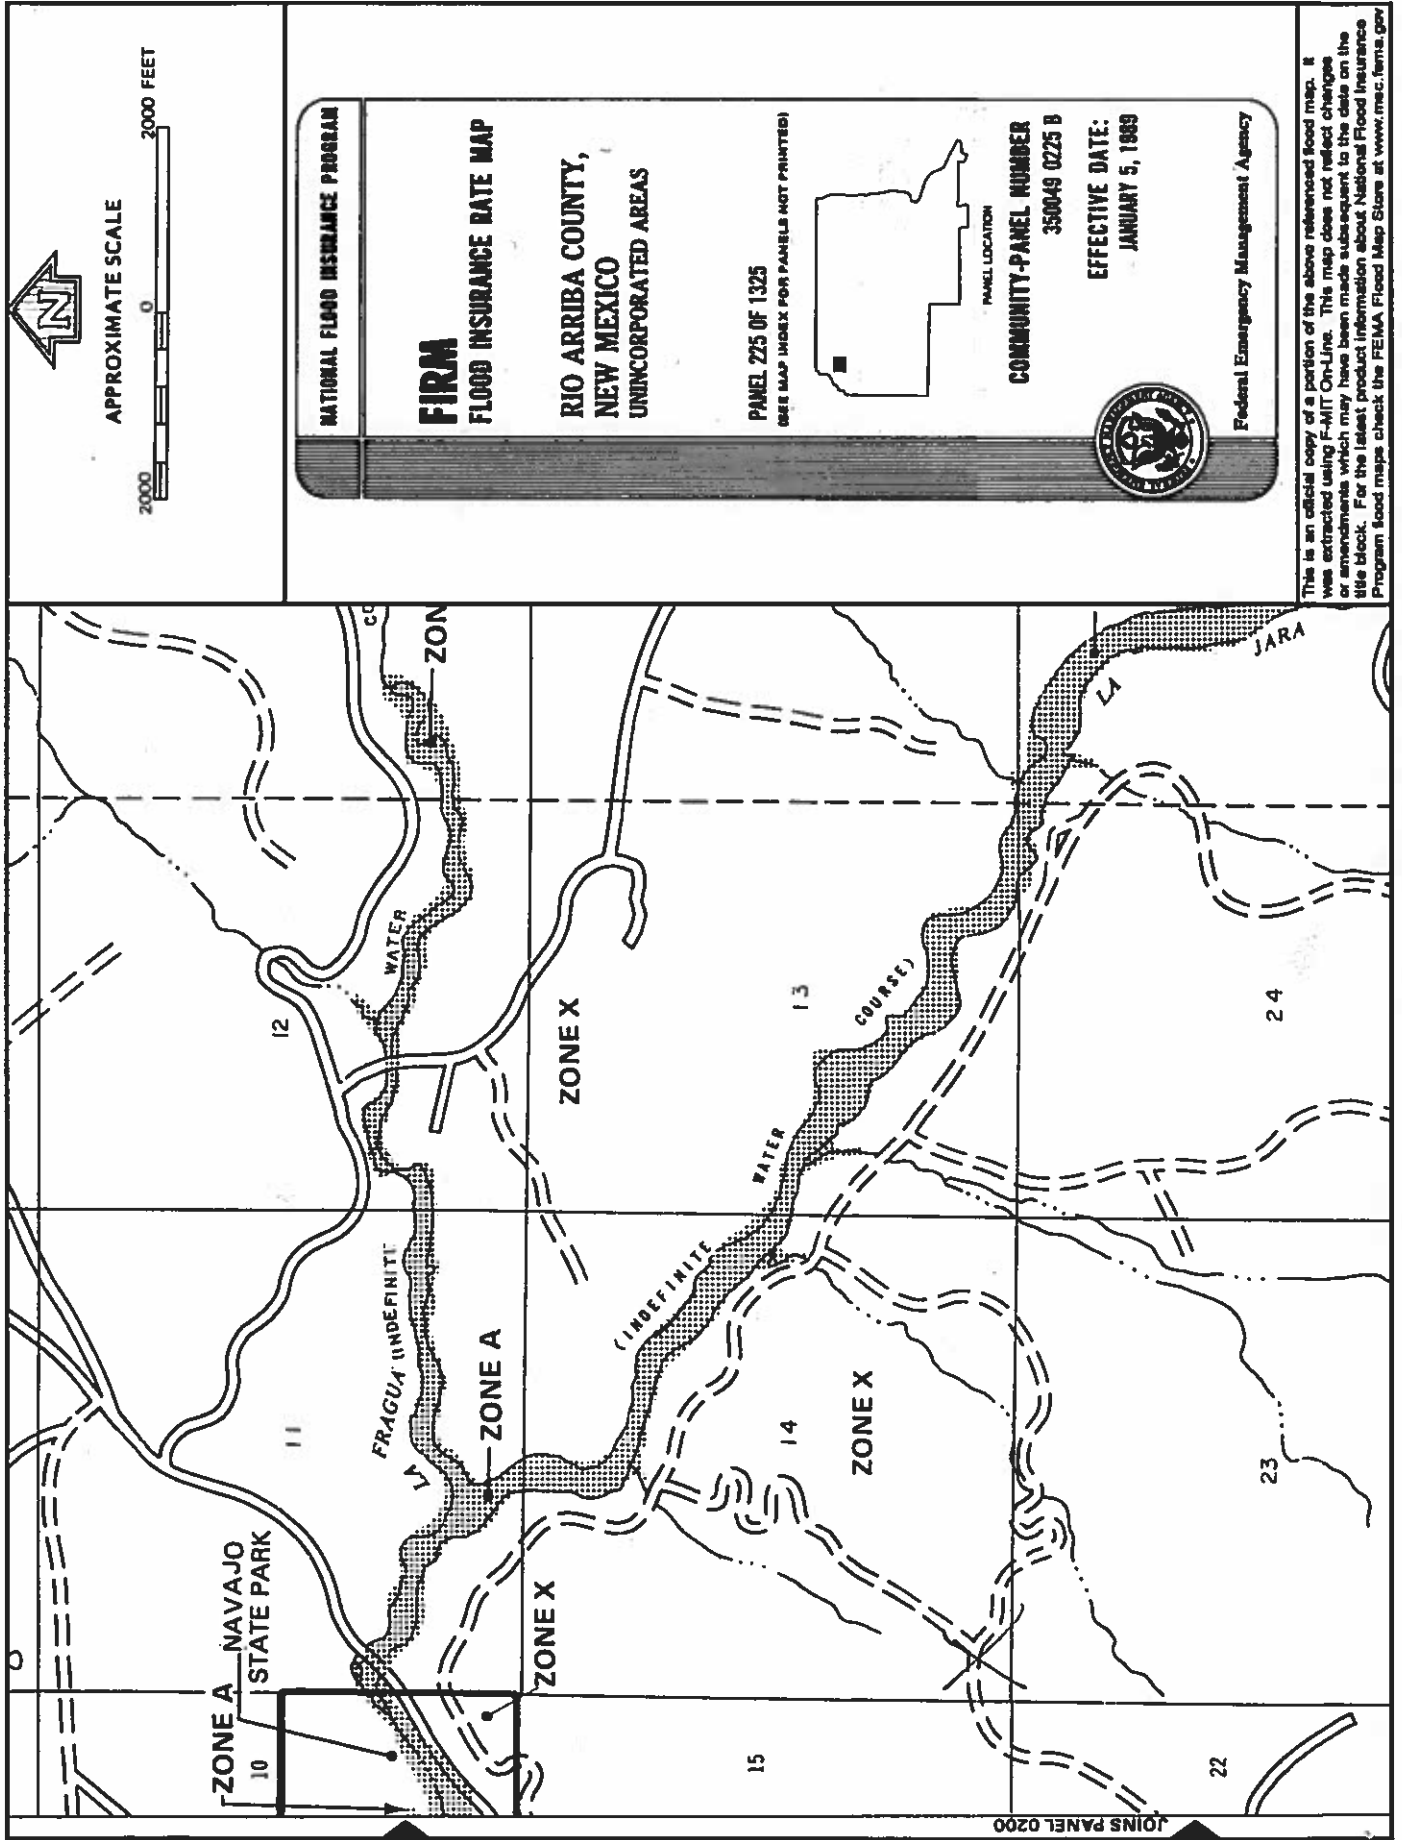 APPROXIMATE SCALE
2000 0 2000 FEET
NATIONAL FLOOD INSURANCE PROGRAM
FIRM
FLOOD INSURANCE RATE MAP
RIO ARRIBA COUNTY,
NEW MEXICO
UNINCORPORATED AREAS
PANEL 225 OF 1325
(SEE MAP INDEX FOR PANELS NOT PRINTED)
PANEL LOCATION
COMMUNITY-PANEL NUMBER
350049 0225 B
EFFECTIVE DATE:
JANUARY 5, 1989
Federal Emergency Management Agency
This is an official copy of a portion of the above referenced flood map. It
was extracted using F-MIT On-Line. This map does not reflect changes
or amendments which may have been made subsequent to the date on the
title block. For the latest product information about National Flood Insurance
Program flood maps check the FEMA Flood Map Store at www.msc.fema.gov
N
ZONE A
NAVAJO
STATE PARK
10
11
12
LA
FRAGUA (INDEFINITE
WATER
CO
ZON
ZONE A
ZONE X
ZONE X
13
(INDEFINITE
WATER
COURSE)
LA
JARA
14
ZONE X
15
22
23
24
JOINS PANEL 0200